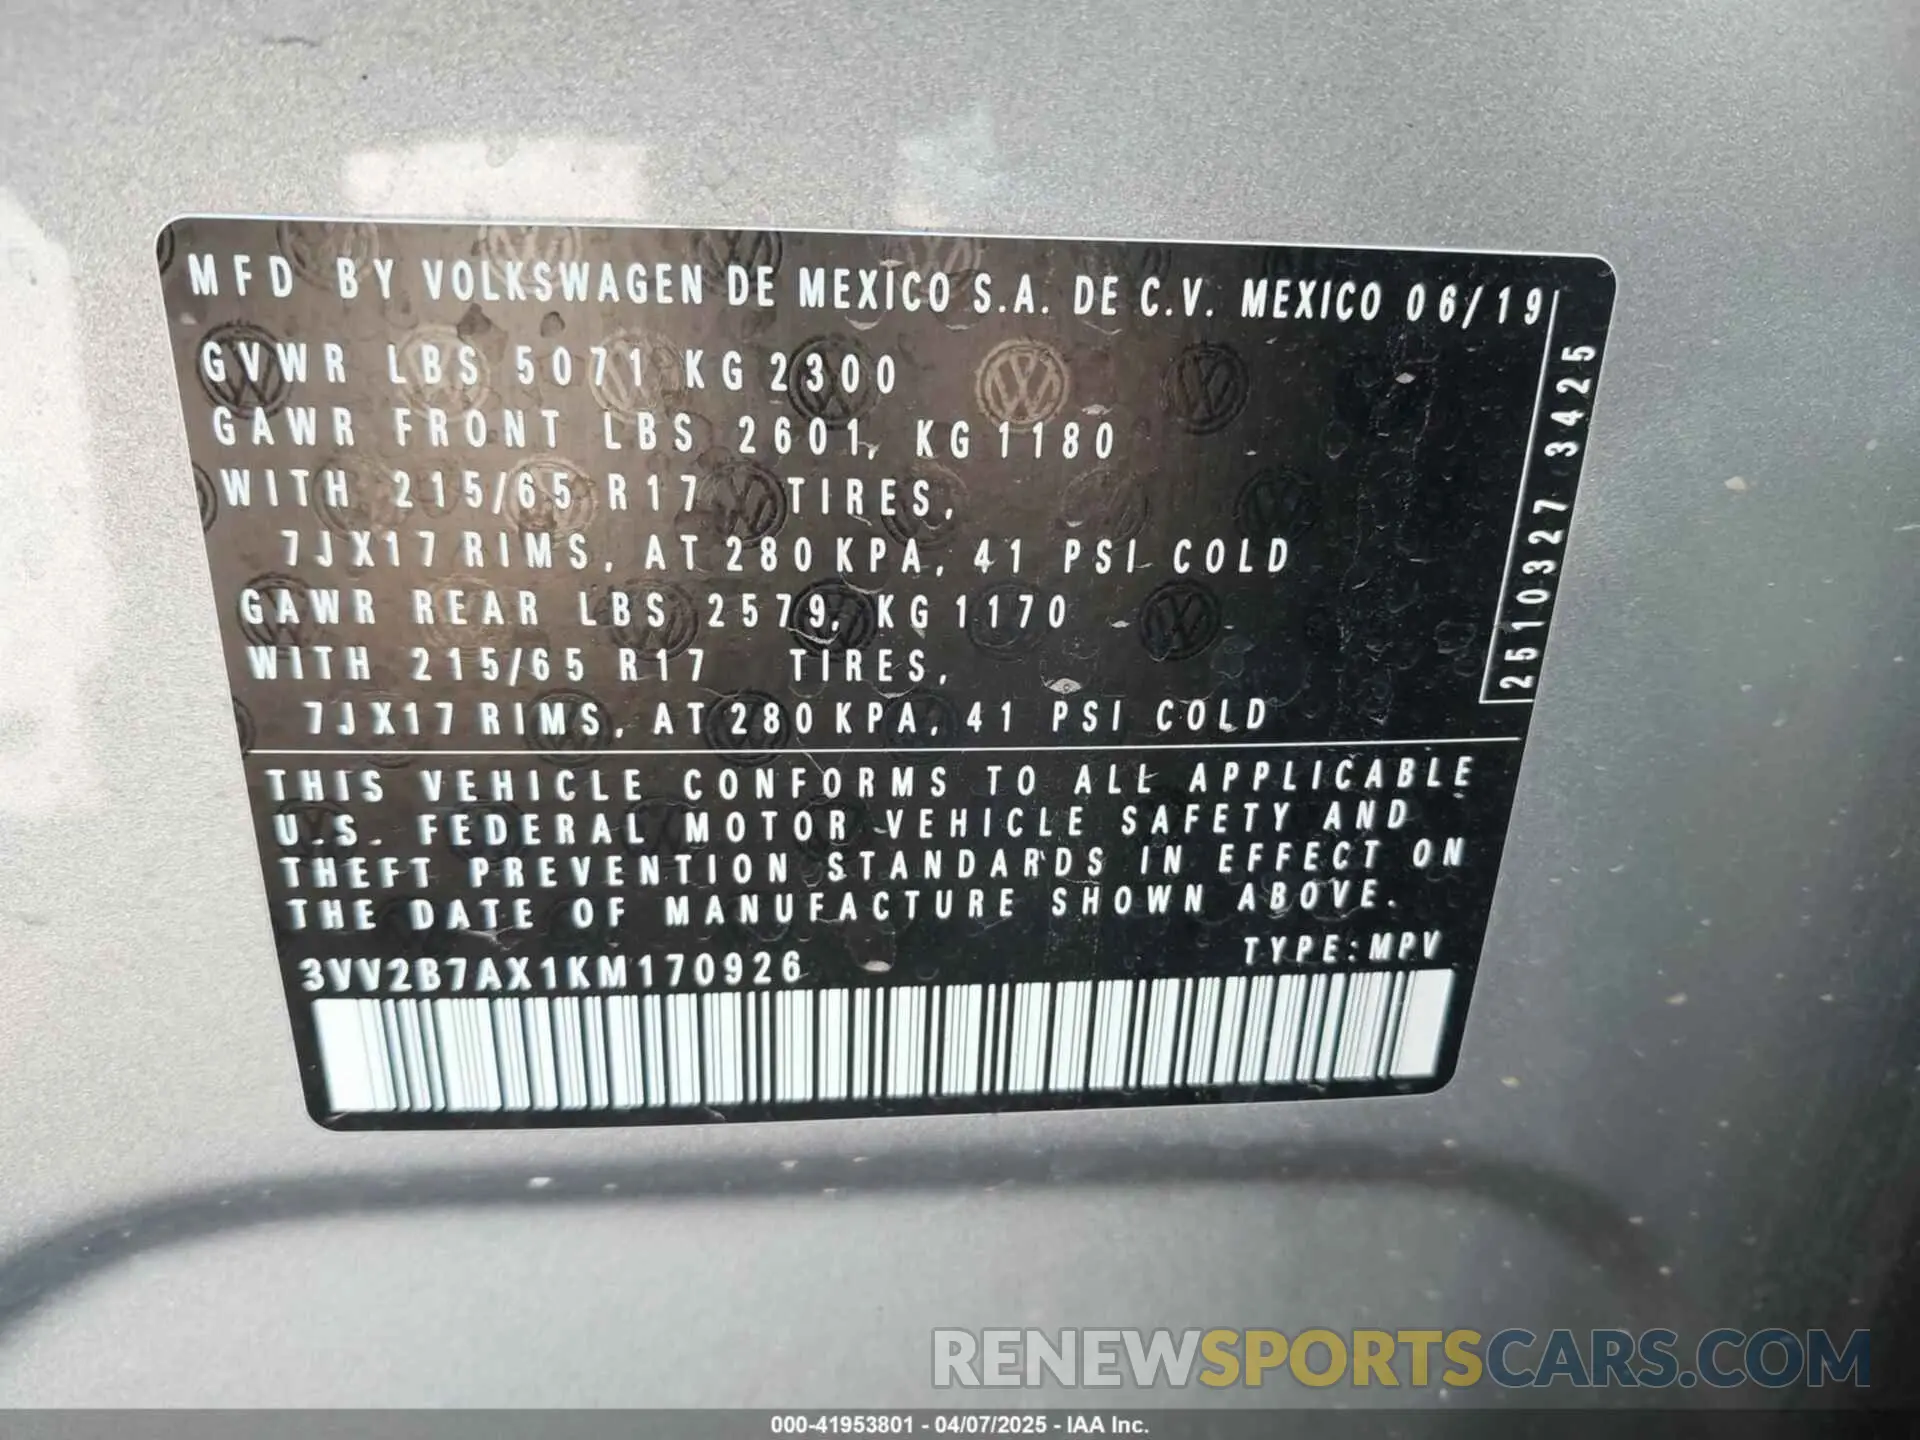 MFD BY VOLKSWAGEN DE MEXICO S.A. DE C.V. MEXICO 06/19
GVWR LBS 5071 KG 2300
GAWR FRONT LBS 2601, KG 1180
WITH 215/65 R17 TIRES,
7JX17 RIMS, AT 280 KPA, 41 PSI COLD
GAWR REAR LBS 2579, KG 1170
WITH 215/65 R17 TIRES,
7JX17 RIMS, AT 280 KPA, 41 PSI COLD
2510327 3425
THIS VEHICLE CONFORMS TO ALL APPLICABLE
U.S. FEDERAL MOTOR VEHICLE SAFETY AND
THEFT PREVENTION STANDARDS IN EFFECT ON
THE DATE OF MANUFACTURE SHOWN ABOVE.
TYPE: MPV
3VV2B7AX1KM170926
RENEWSPORTSCARS.COM
000-41953801 - 04/07/2025 - IAA Inc.